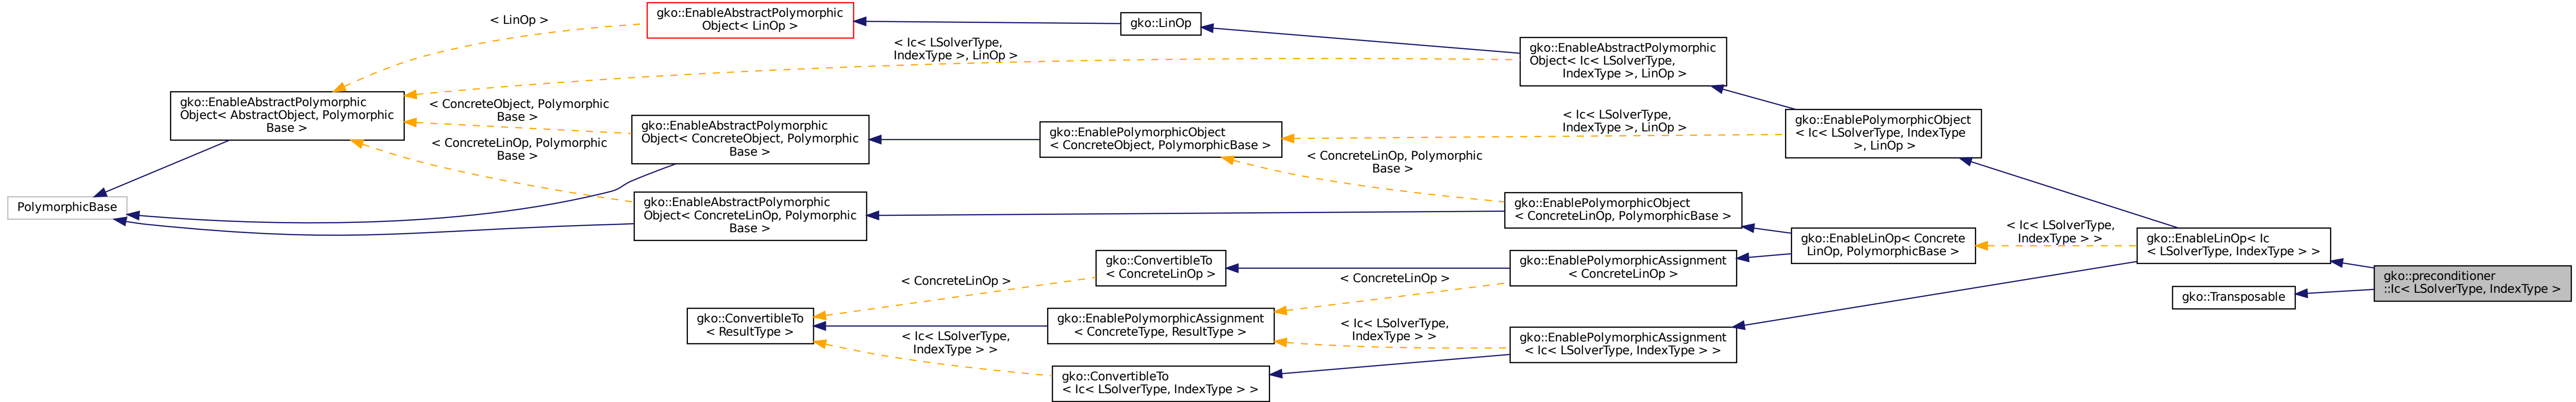 gko::EnableAbstractPolymorphic
Object< LinOp >
< LinOp >
gko::LinOp
< Ic< LSolverType,
IndexType >, LinOp >
gko::EnableAbstractPolymorphic
Object< Ic< LSolverType,
IndexType >, LinOp >
gko::EnableAbstractPolymorphic
Object< AbstractObject, Polymorphic
Base >
< ConcreteObject, Polymorphic
Base >
< ConcreteLinOp, Polymorphic
Base >
gko::EnableAbstractPolymorphic
Object< ConcreteObject, Polymorphic
Base >
gko::EnablePolymorphicObject
< ConcreteObject, PolymorphicBase >
< Ic< LSolverType,
IndexType >, LinOp >
gko::EnablePolymorphicObject
< Ic< LSolverType, IndexType
>, LinOp >
< ConcreteLinOp, Polymorphic
Base >
PolymorphicBase
gko::EnableAbstractPolymorphic
Object< ConcreteLinOp, Polymorphic
Base >
gko::EnablePolymorphicObject
< ConcreteLinOp, PolymorphicBase >
gko::EnableLinOp< Concrete
LinOp, PolymorphicBase >
< Ic< LSolverType,
IndexType > >
gko::EnableLinOp< Ic
< LSolverType, IndexType > >
gko::ConvertibleTo
< ConcreteLinOp >
gko::EnablePolymorphicAssignment
< ConcreteLinOp >
< ConcreteLinOp >
< ConcreteLinOp >
gko::preconditioner
::Ic< LSolverType, IndexType >
gko::Transposable
gko::ConvertibleTo
< ResultType >
gko::EnablePolymorphicAssignment
< ConcreteType, ResultType >
< Ic< LSolverType,
IndexType > >
< Ic< LSolverType,
IndexType > >
gko::EnablePolymorphicAssignment
< Ic< LSolverType, IndexType > >
gko::ConvertibleTo
< Ic< LSolverType, IndexType > >